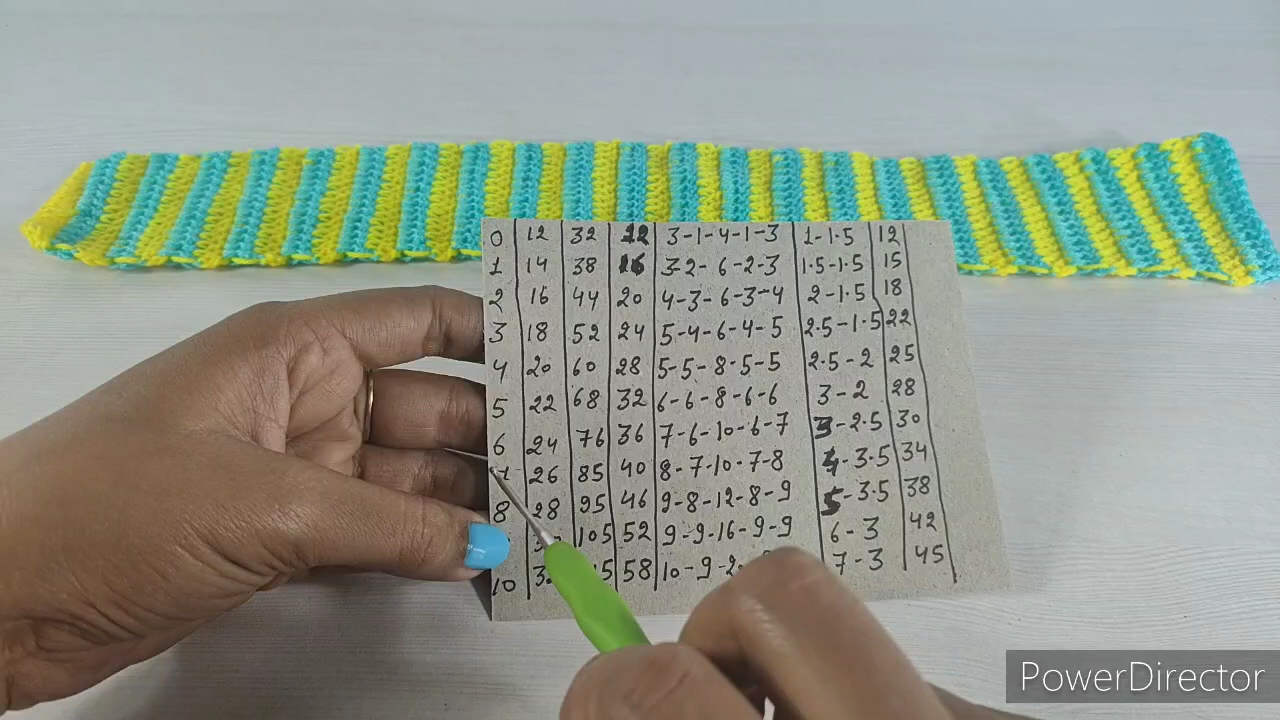 0 12 32 12 3-1-4-1-3 1-1.5 12
1 14 38 16 3-2-6-2-3 1.5-1.5 15
2 16 44 20 4-3-6-3-4 2-1.5 18
3 18 52 24 5-4-6-4-5 2.5-1.5 22
4 20 60 28 5-5-8-5-5 2.5-2 25
5 22 68 32 6-6-8-6-6 3-2 28
6 24 76 36 7-6-10-6-7 3-2.5 30
7 26 85 40 8-7-10-7-8 4-3.5 34
8 28 95 46 9-8-12-8-9 5-3.5 38
105 52 9-9-16-9-9 6-3 42
10 58 10-9-2 7-3 45
PowerDirector